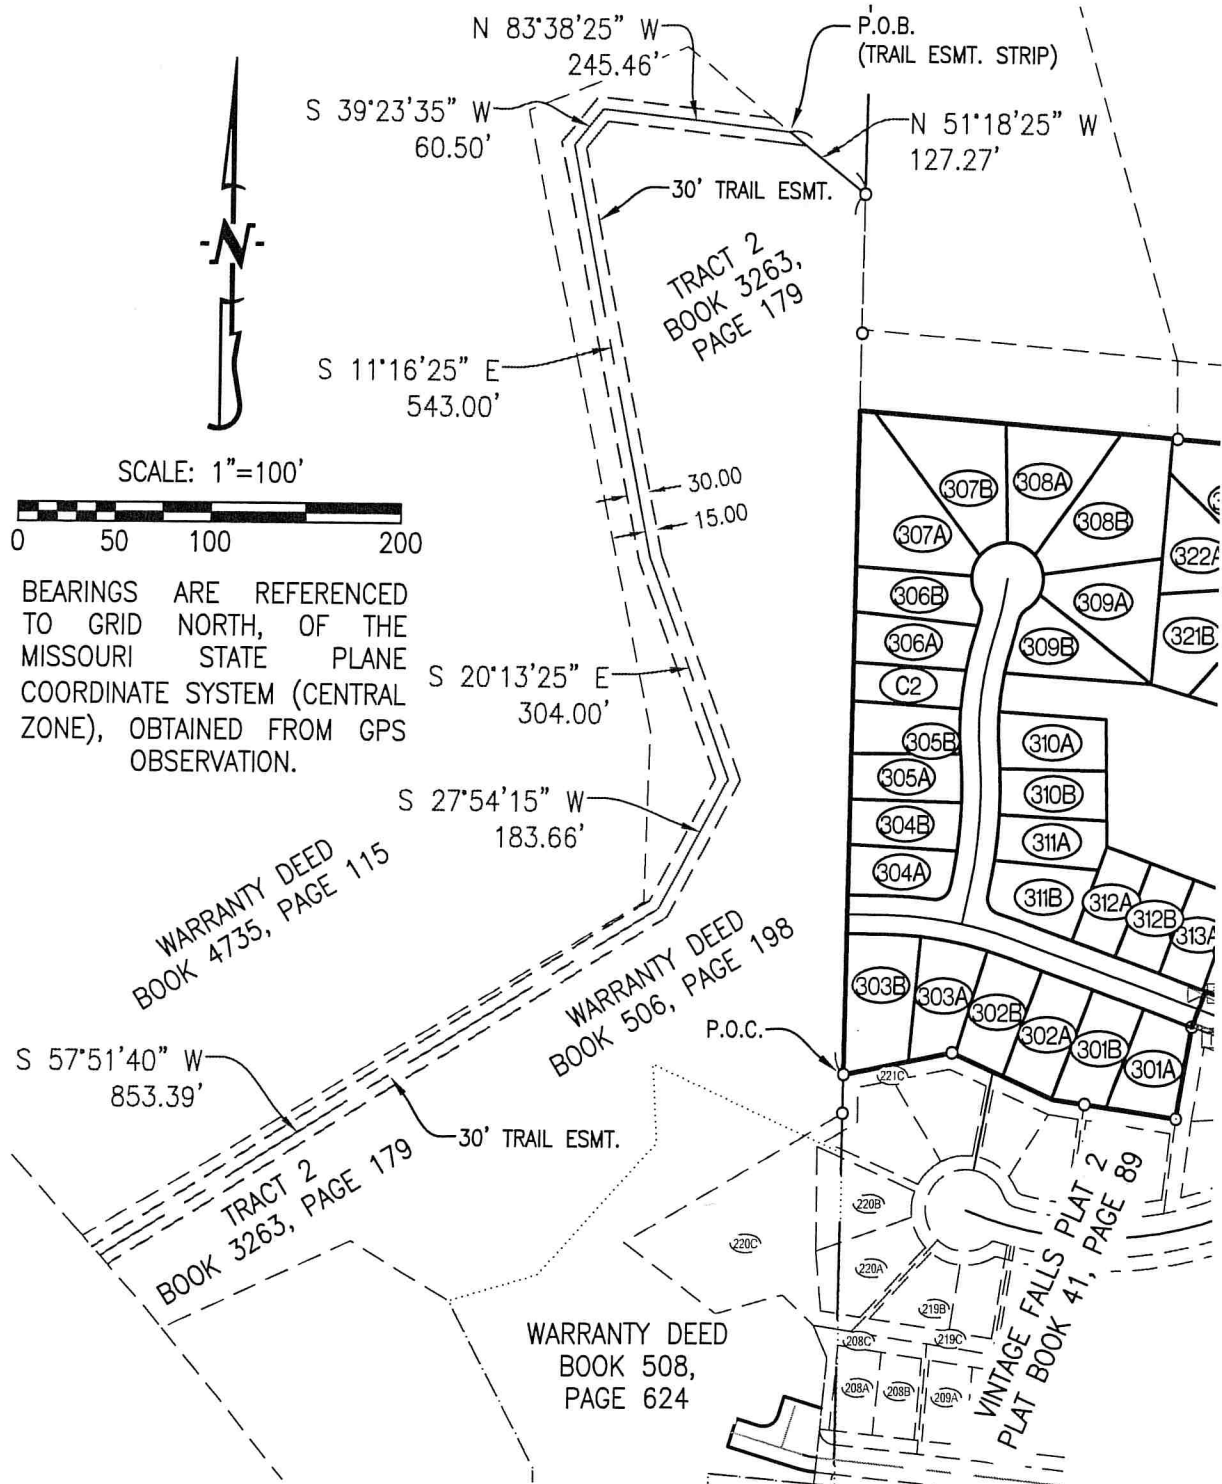 N 83°38'25" W
245.46'
P.O.B.
(TRAIL ESMT. STRIP)
S 39°23'35" W
60.50'
N 51°18'25" W
127.27'
30' TRAIL ESMT.
-N-
TRACT 2
BOOK 3263,
PAGE 179
S 11°16'25" E
543.00'
SCALE: 1"=100'
0 50 100 200
30.00
15.00
BEARINGS ARE REFERENCED
TO GRID NORTH, OF THE
MISSOURI STATE PLANE
COORDINATE SYSTEM (CENTRAL
ZONE), OBTAINED FROM GPS
OBSERVATION.
S 20°13'25" E
304.00'
S 27°54'15" W
183.66'
307B
308A
308B
307A
322A
306B
309A
306A
309B
321B
C2
305B
310A
305A
310B
304B
311A
304A
311B
312A
312B
313A
WARRANTY DEED
BOOK 4735, PAGE 115
WARRANTY DEED
BOOK 506, PAGE 198
303B
303A
302B
302A
301B
301A
P.O.C.
S 57°51'40" W
853.39'
221C
30' TRAIL ESMT.
TRACT 2
BOOK 3263, PAGE 179
220B
220C
220A
219B
208C
219C
208A
208B
209A
VINTAGE FALLS PLAT 2
PLAT BOOK 41, PAGE 89
WARRANTY DEED
BOOK 508,
PAGE 624